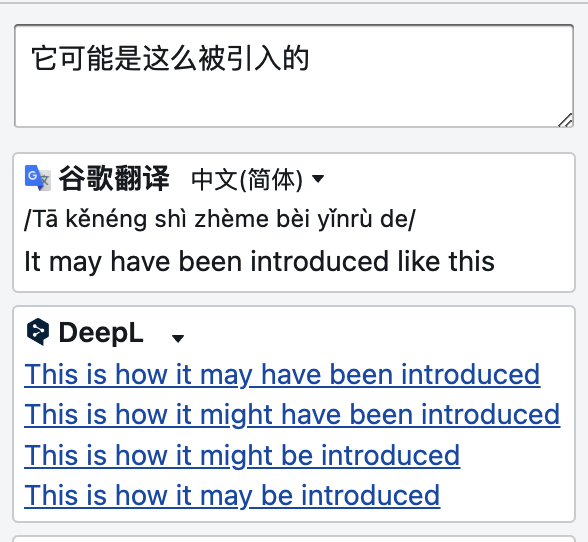 它可能是这么被引入的
谷歌翻译 中文(简体)
/Tā kěnéng shì zhème bèi yǐnrù de/
It may have been introduced like this
DeepL
This is how it may have been introduced
This is how it might have been introduced
This is how it might be introduced
This is how it may be introduced